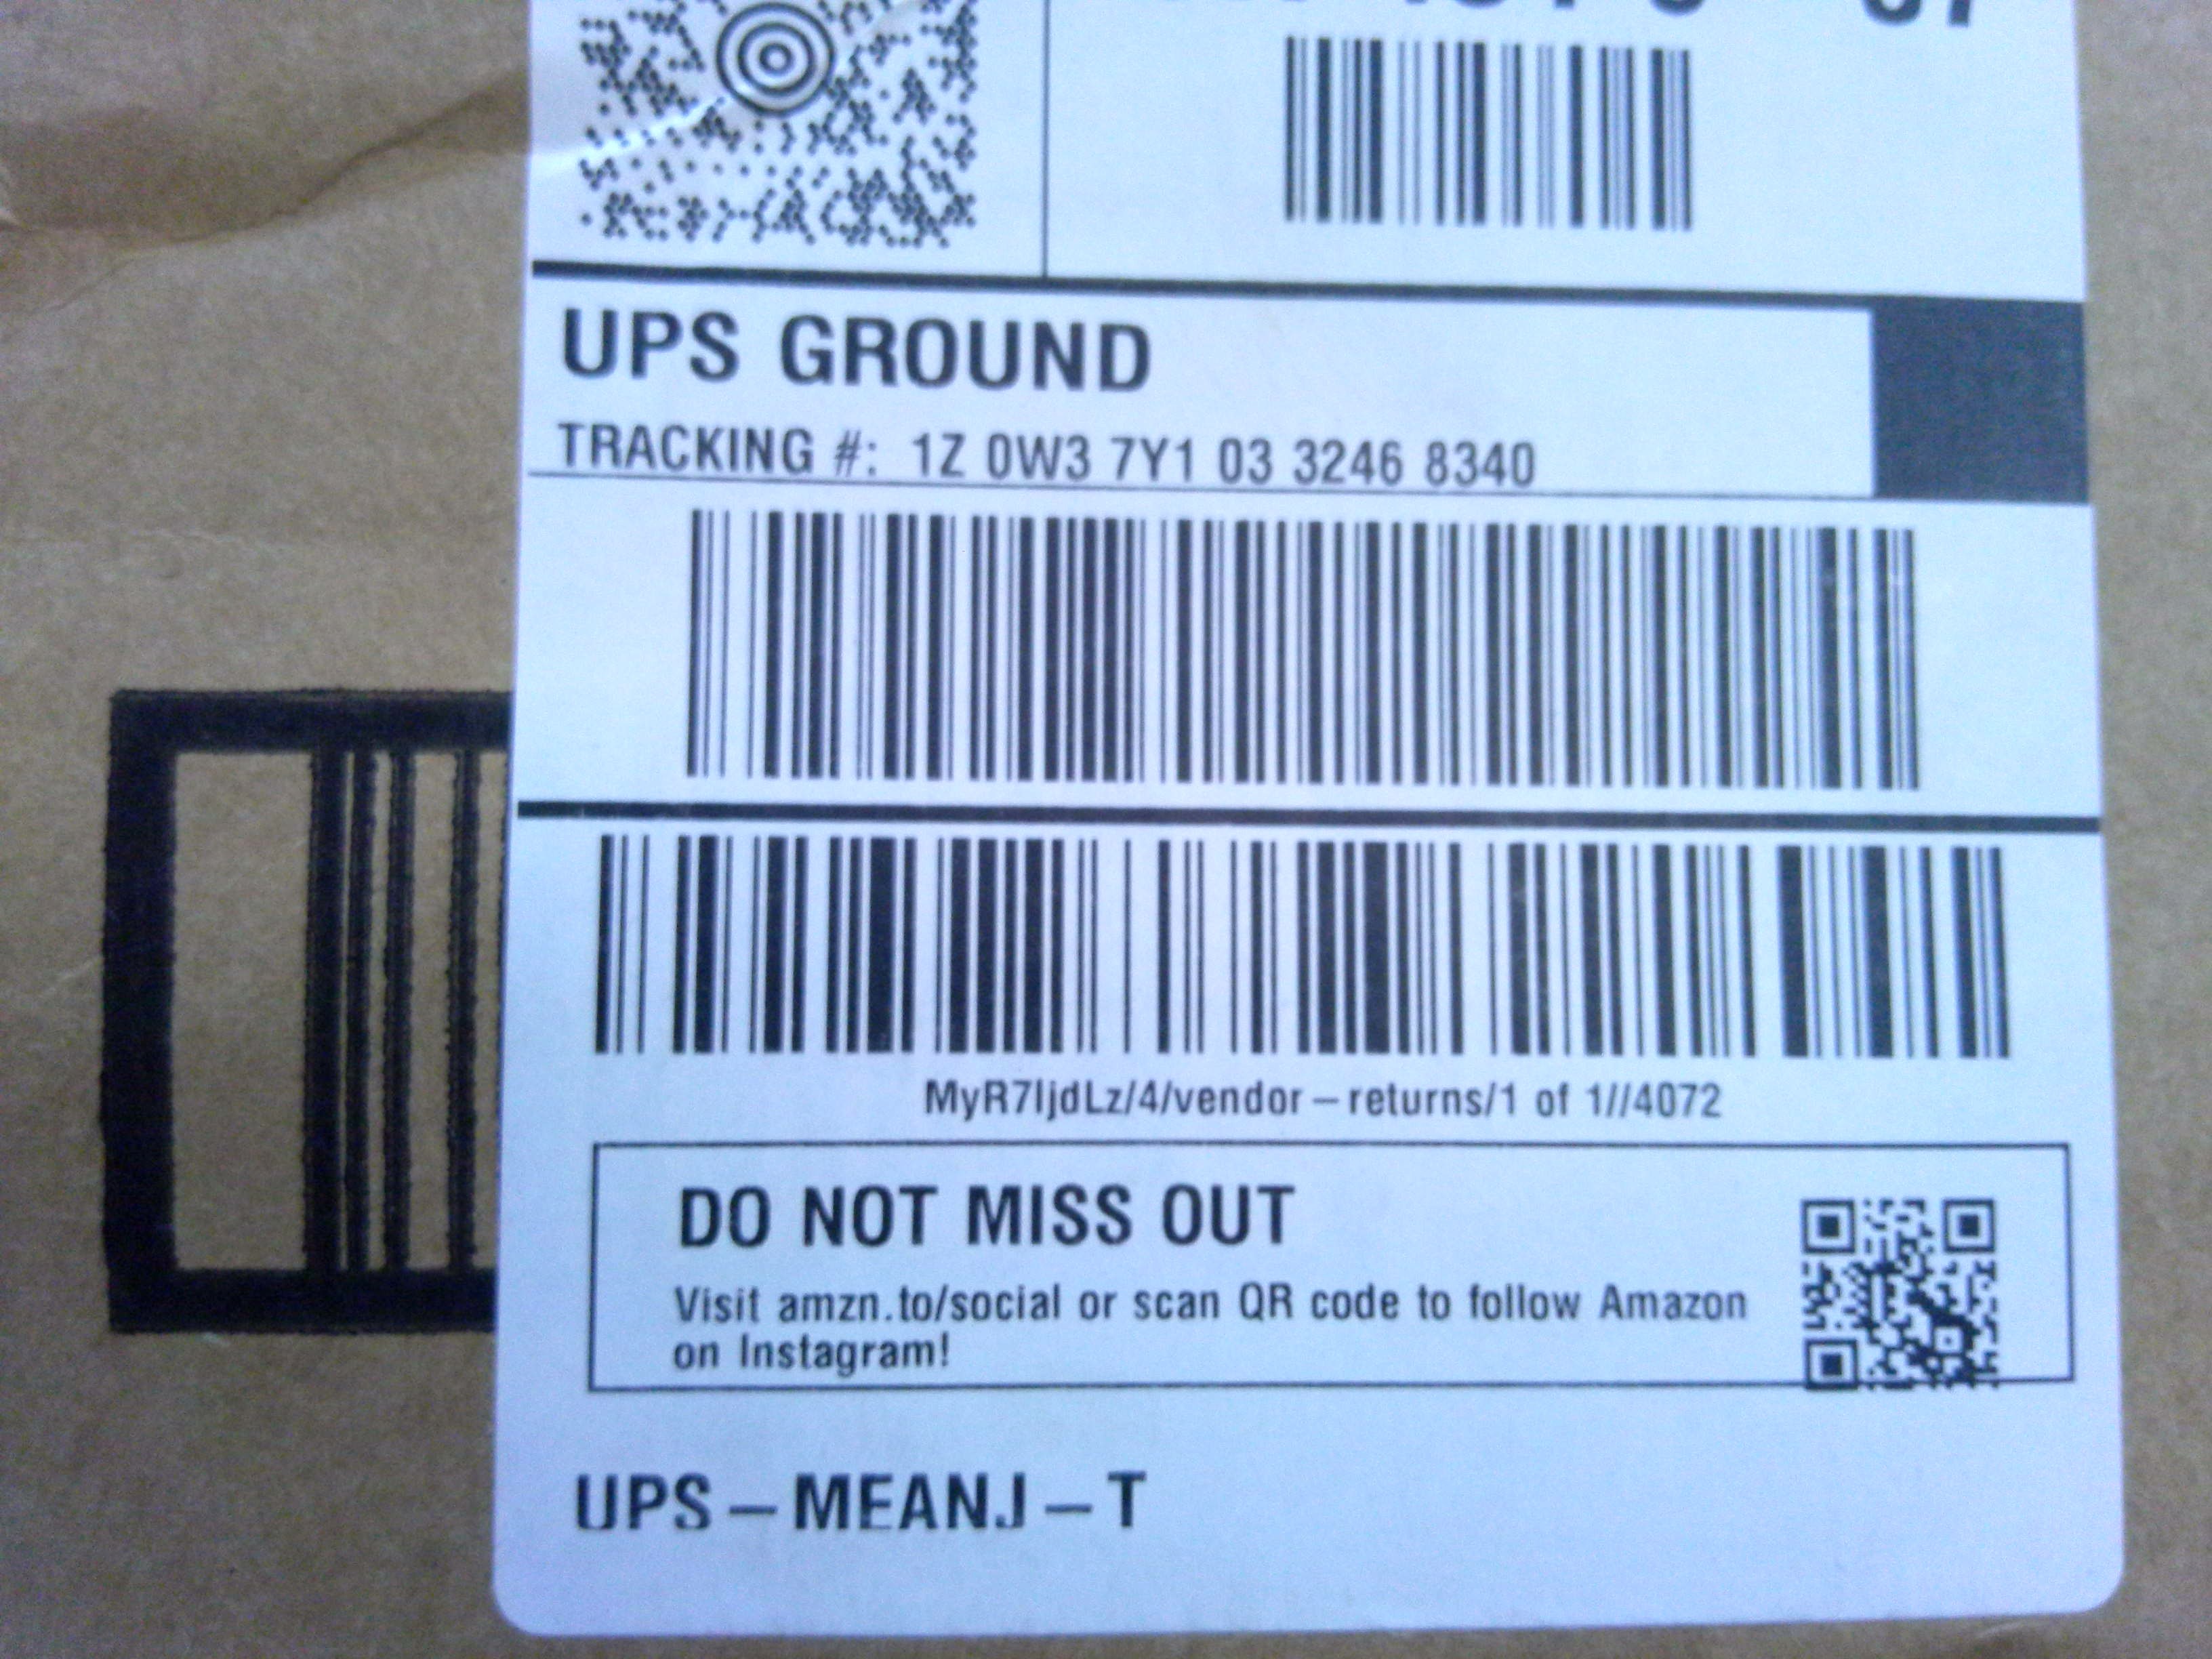 UPS GROUND
TRACKING #: 1Z 0W3 7Y1 03 3246 8340
MyR7IjdLz/4/vendor-returns/1 of 1//4072
DO NOT MISS OUT
Visit amzn.to/social or scan QR code to follow Amazon
on Instagram!
UPS-MEANJ-T